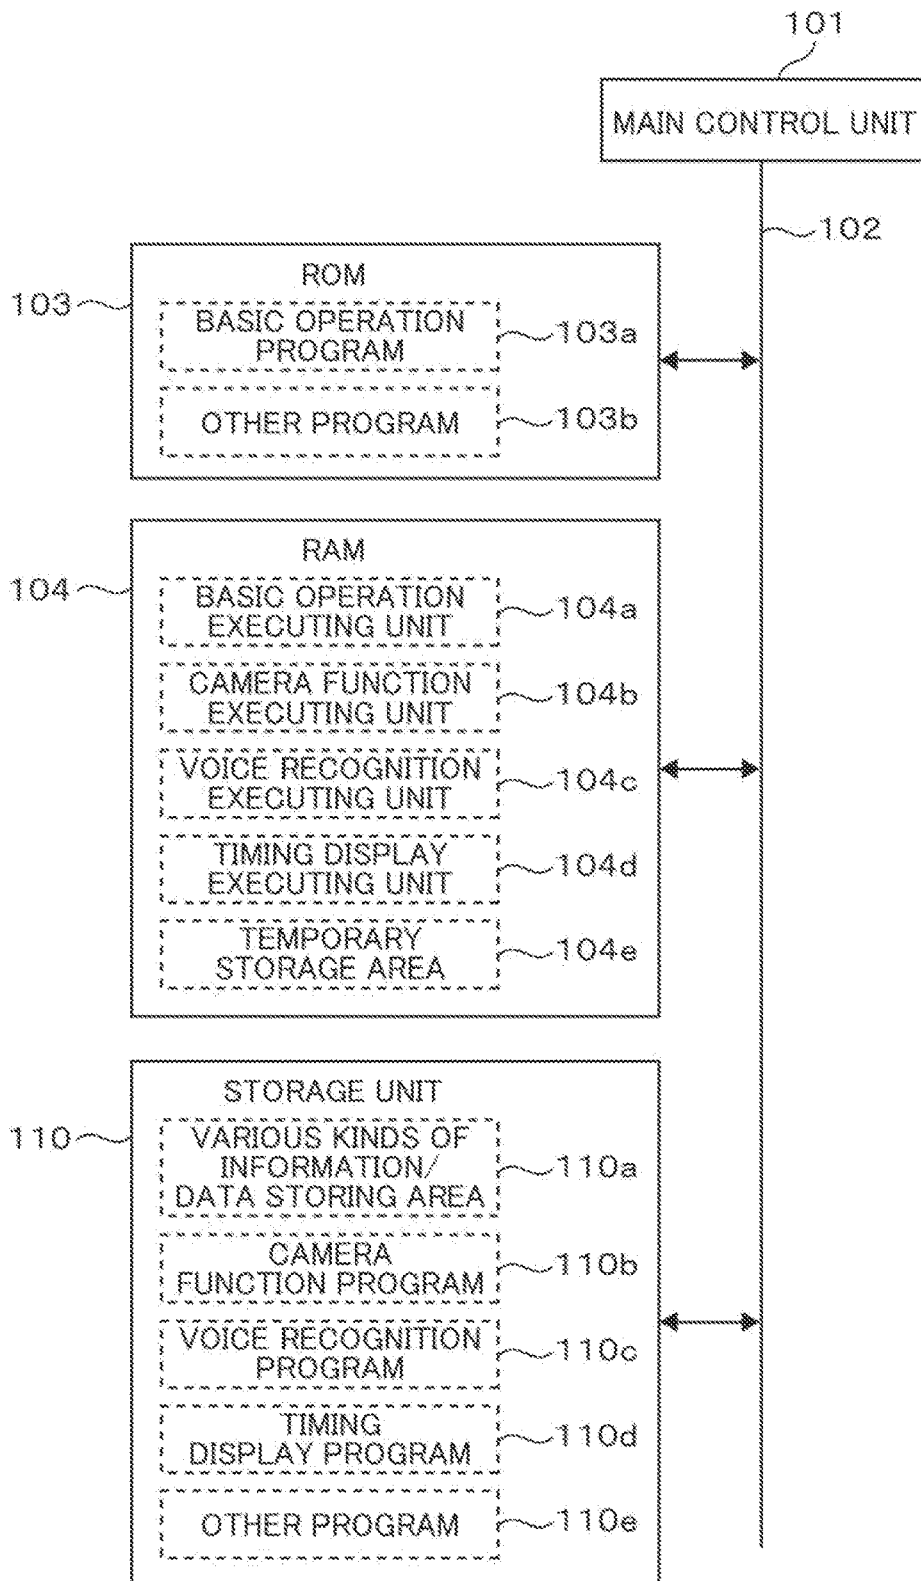 101
MAIN CONTROL UNIT
102
ROM
103
BASIC OPERATION
PROGRAM
103a
OTHER PROGRAM
103b
RAM
104
BASIC OPERATION
EXECUTING UNIT
104a
CAMERA FUNCTION
EXECUTING UNIT
104b
VOICE RECOGNITION
EXECUTING UNIT
104c
TIMING DISPLAY
EXECUTING UNIT
104d
TEMPORARY
STORAGE AREA
104e
STORAGE UNIT
110
VARIOUS KINDS OF
INFORMATION/
DATA STORING AREA
110a
CAMERA
FUNCTION PROGRAM
110b
VOICE RECOGNITION
PROGRAM
110c
TIMING
DISPLAY PROGRAM
110d
OTHER PROGRAM
110e